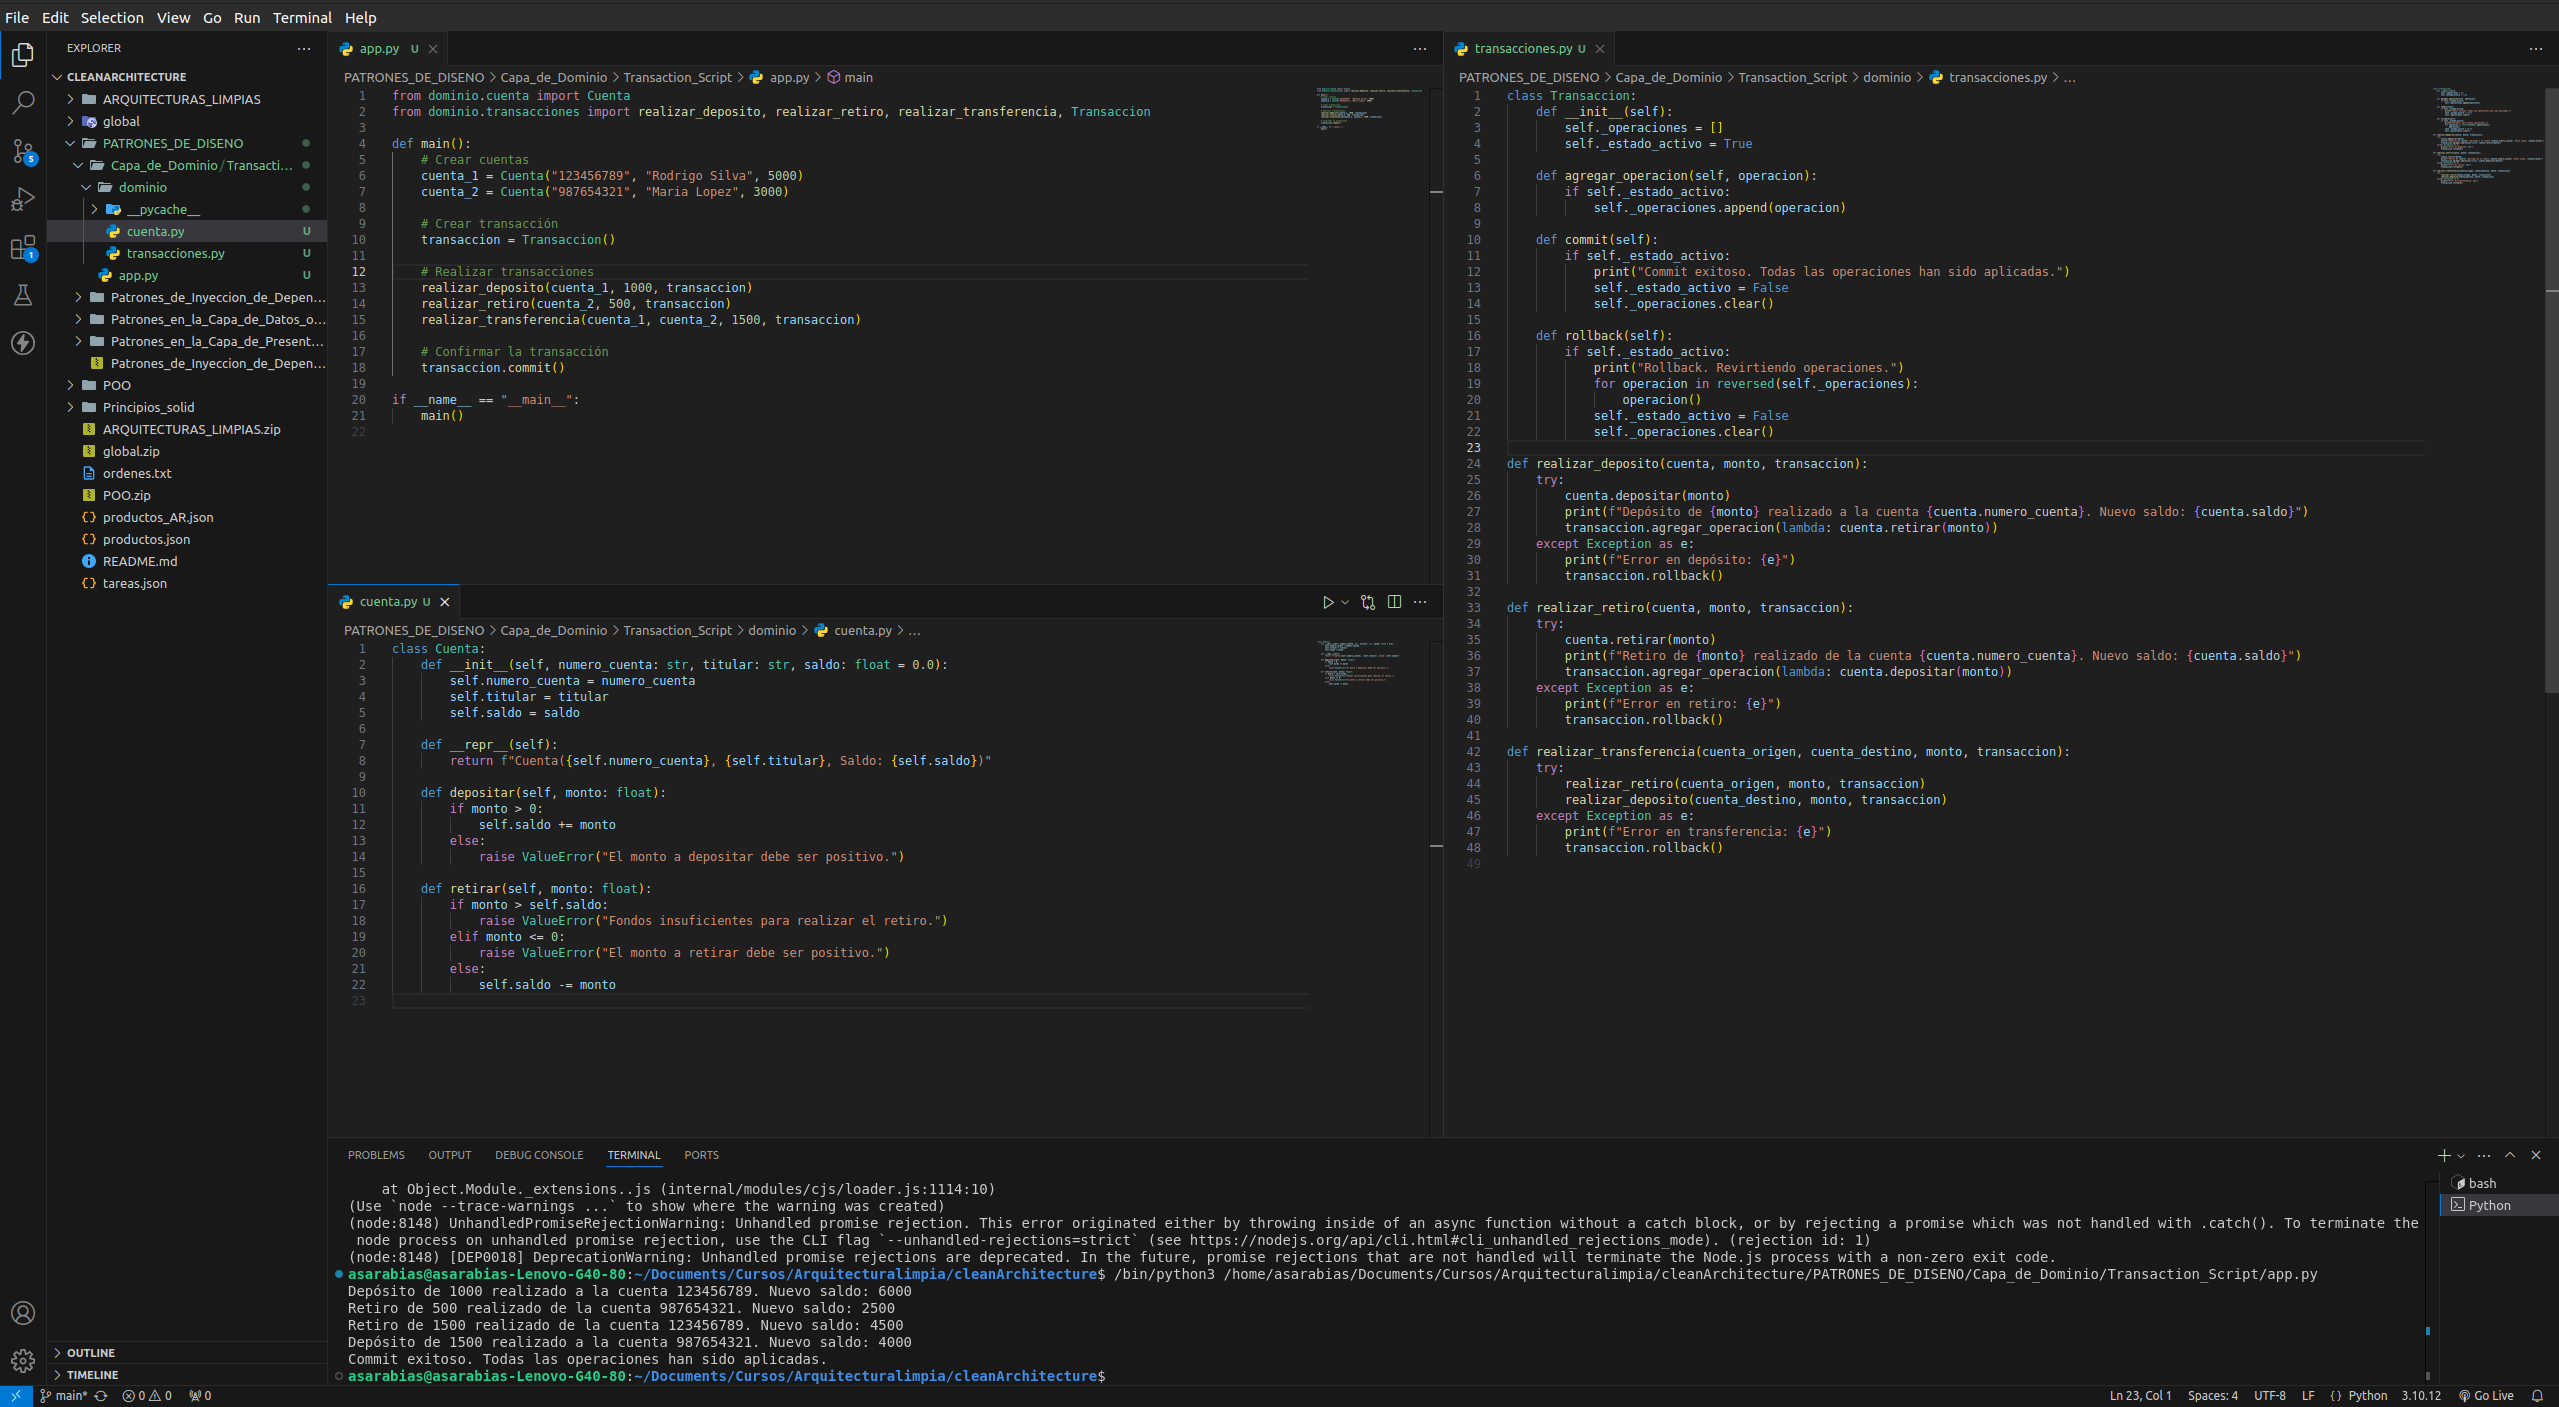 File Edit Selection View Go Run Terminal Help
EXPLORER
CLEANARCHITECTURE
ARQUITECTURAS_LIMPIAS
global
PATRONES_DE_DISENO
Capa_de_Dominio/Transacti...
dominio
__pycache__
cuenta.py U
transacciones.py U
app.py U
Patrones_de_Inyeccion_de_Depen...
Patrones_en_la_Capa_de_Datos_o...
Patrones_en_la_Capa_de_Present...
Patrones_de_Inyeccion_de_Depen...
POO
Principios_solid
ARQUITECTURAS_LIMPIAS.zip
global.zip
ordenes.txt
POO.zip
productos_AR.json
productos.json
README.md
tareas.json
OUTLINE
TIMELINE
5
1
app.py U
PATRONES_DE_DISENO > Capa_de_Dominio > Transaction_Script > app.py > main
1 from dominio.cuenta import Cuenta
2 from dominio.transacciones import realizar_deposito, realizar_retiro, realizar_transferencia, Transaccion
3
4 def main():
5     # Crear cuentas
6     cuenta_1 = Cuenta("123456789", "Rodrigo Silva", 5000)
7     cuenta_2 = Cuenta("987654321", "Maria Lopez", 3000)
8
9     # Crear transacción
10     transaccion = Transaccion()
11
12     # Realizar transacciones
13     realizar_deposito(cuenta_1, 1000, transaccion)
14     realizar_retiro(cuenta_2, 500, transaccion)
15     realizar_transferencia(cuenta_1, cuenta_2, 1500, transaccion)
16
17     # Confirmar la transacción
18     transaccion.commit()
19
20 if __name__ == "__main__":
21     main()
22
cuenta.py U
PATRONES_DE_DISENO > Capa_de_Dominio > Transaction_Script > dominio > cuenta.py > ...
1 class Cuenta:
2     def __init__(self, numero_cuenta: str, titular: str, saldo: float = 0.0):
3         self.numero_cuenta = numero_cuenta
4         self.titular = titular
5         self.saldo = saldo
6
7     def __repr__(self):
8         return f"Cuenta({self.numero_cuenta}, {self.titular}, Saldo: {self.saldo})"
9
10     def depositar(self, monto: float):
11         if monto > 0:
12             self.saldo += monto
13         else:
14             raise ValueError("El monto a depositar debe ser positivo.")
15
16     def retirar(self, monto: float):
17         if monto > self.saldo:
18             raise ValueError("Fondos insuficientes para realizar el retiro.")
19         elif monto <= 0:
20             raise ValueError("El monto a retirar debe ser positivo.")
21         else:
22             self.saldo -= monto
23
transacciones.py U
PATRONES_DE_DISENO > Capa_de_Dominio > Transaction_Script > dominio > transacciones.py > ...
1 class Transaccion:
2     def __init__(self):
3         self._operaciones = []
4         self._estado_activo = True
5
6     def agregar_operacion(self, operacion):
7         if self._estado_activo:
8             self._operaciones.append(operacion)
9
10     def commit(self):
11         if self._estado_activo:
12             print("Commit exitoso. Todas las operaciones han sido aplicadas.")
13             self._estado_activo = False
14             self._operaciones.clear()
15
16     def rollback(self):
17         if self._estado_activo:
18             print("Rollback. Revirtiendo operaciones.")
19             for operacion in reversed(self._operaciones):
20                 operacion()
21             self._estado_activo = False
22             self._operaciones.clear()
23
24 def realizar_deposito(cuenta, monto, transaccion):
25     try:
26         cuenta.depositar(monto)
27         print(f"Depósito de {monto} realizado a la cuenta {cuenta.numero_cuenta}. Nuevo saldo: {cuenta.saldo}")
28         transaccion.agregar_operacion(lambda: cuenta.retirar(monto))
29     except Exception as e:
30         print(f"Error en depósito: {e}")
31         transaccion.rollback()
32
33 def realizar_retiro(cuenta, monto, transaccion):
34     try:
35         cuenta.retirar(monto)
36         print(f"Retiro de {monto} realizado de la cuenta {cuenta.numero_cuenta}. Nuevo saldo: {cuenta.saldo}")
37         transaccion.agregar_operacion(lambda: cuenta.depositar(monto))
38     except Exception as e:
39         print(f"Error en retiro: {e}")
40         transaccion.rollback()
41
42 def realizar_transferencia(cuenta_origen, cuenta_destino, monto, transaccion):
43     try:
44         realizar_retiro(cuenta_origen, monto, transaccion)
45         realizar_deposito(cuenta_destino, monto, transaccion)
46     except Exception as e:
47         print(f"Error en transferencia: {e}")
48         transaccion.rollback()
49
PROBLEMS OUTPUT DEBUG CONSOLE TERMINAL PORTS
bash
Python
    at Object.Module._extensions..js (internal/modules/cjs/loader.js:1114:10)
(Use `node --trace-warnings ...` to show where the warning was created)
(node:8148) UnhandledPromiseRejectionWarning: Unhandled promise rejection. This error originated either by throwing inside of an async function without a catch block, or by rejecting a promise which was not handled with .catch(). To terminate the
 node process on unhandled promise rejection, use the CLI flag `--unhandled-rejections=strict` (see https://nodejs.org/api/cli.html#cli_unhandled_rejections_mode). (rejection id: 1)
(node:8148) [DEP0018] DeprecationWarning: Unhandled promise rejections are deprecated. In the future, promise rejections that are not handled will terminate the Node.js process with a non-zero exit code.
asarabias@asarabias-Lenovo-G40-80:~/Documents/Cursos/Arquitecturalimpia/cleanArchitecture$ /bin/python3 /home/asarabias/Documents/Cursos/Arquitecturalimpia/cleanArchitecture/PATRONES_DE_DISENO/Capa_de_Dominio/Transaction_Script/app.py
Depósito de 1000 realizado a la cuenta 123456789. Nuevo saldo: 6000
Retiro de 500 realizado de la cuenta 987654321. Nuevo saldo: 2500
Retiro de 1500 realizado de la cuenta 123456789. Nuevo saldo: 4500
Depósito de 1500 realizado a la cuenta 987654321. Nuevo saldo: 4000
Commit exitoso. Todas las operaciones han sido aplicadas.
asarabias@asarabias-Lenovo-G40-80:~/Documents/Cursos/Arquitecturalimpia/cleanArchitecture$
main* 0 0 0 Ln 23, Col 1 Spaces: 4 UTF-8 LF {} Python 3.10.12 Go Live